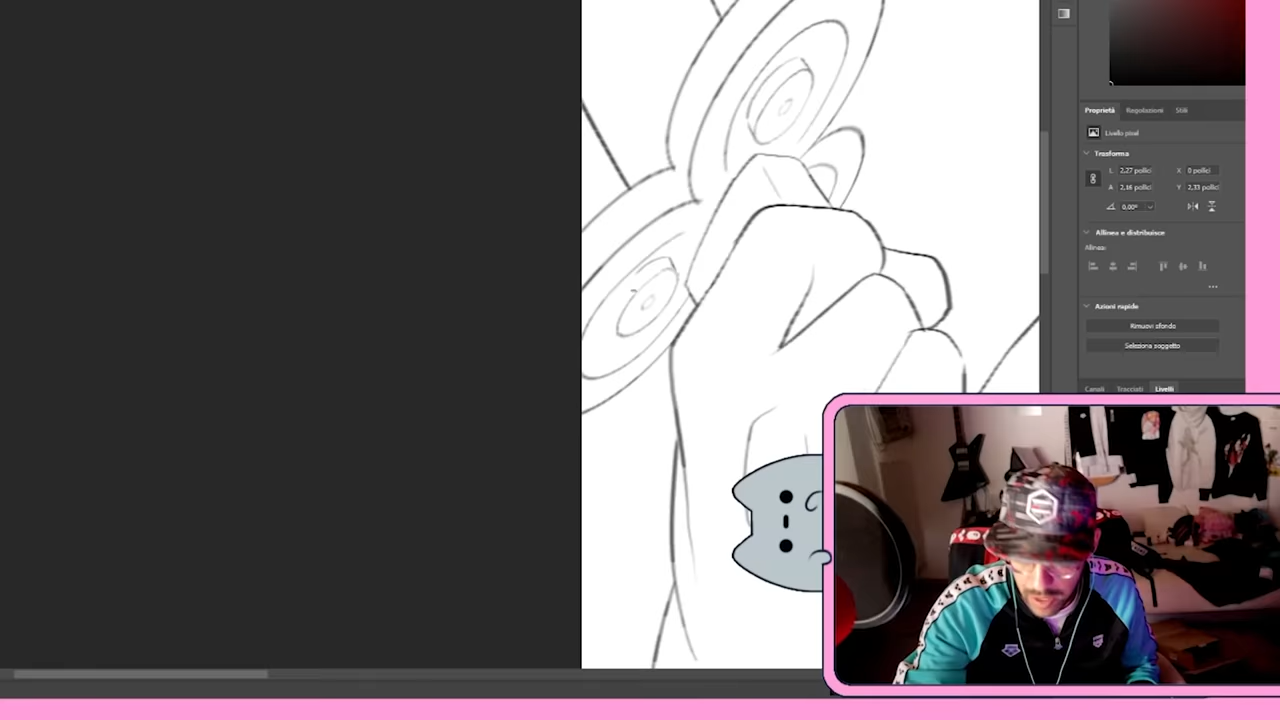 Proprietà Regolazioni Stili
Livello pixel
Trasforma
L 2,27 pollici X 0 pollici
A 2,16 pollici Y 2,33 pollici
0,00°
Allinea e distribuisce
Allinea:
Azioni rapide
Rimuovi sfondo
Seleziona soggetto
Canali Tracciati Livelli